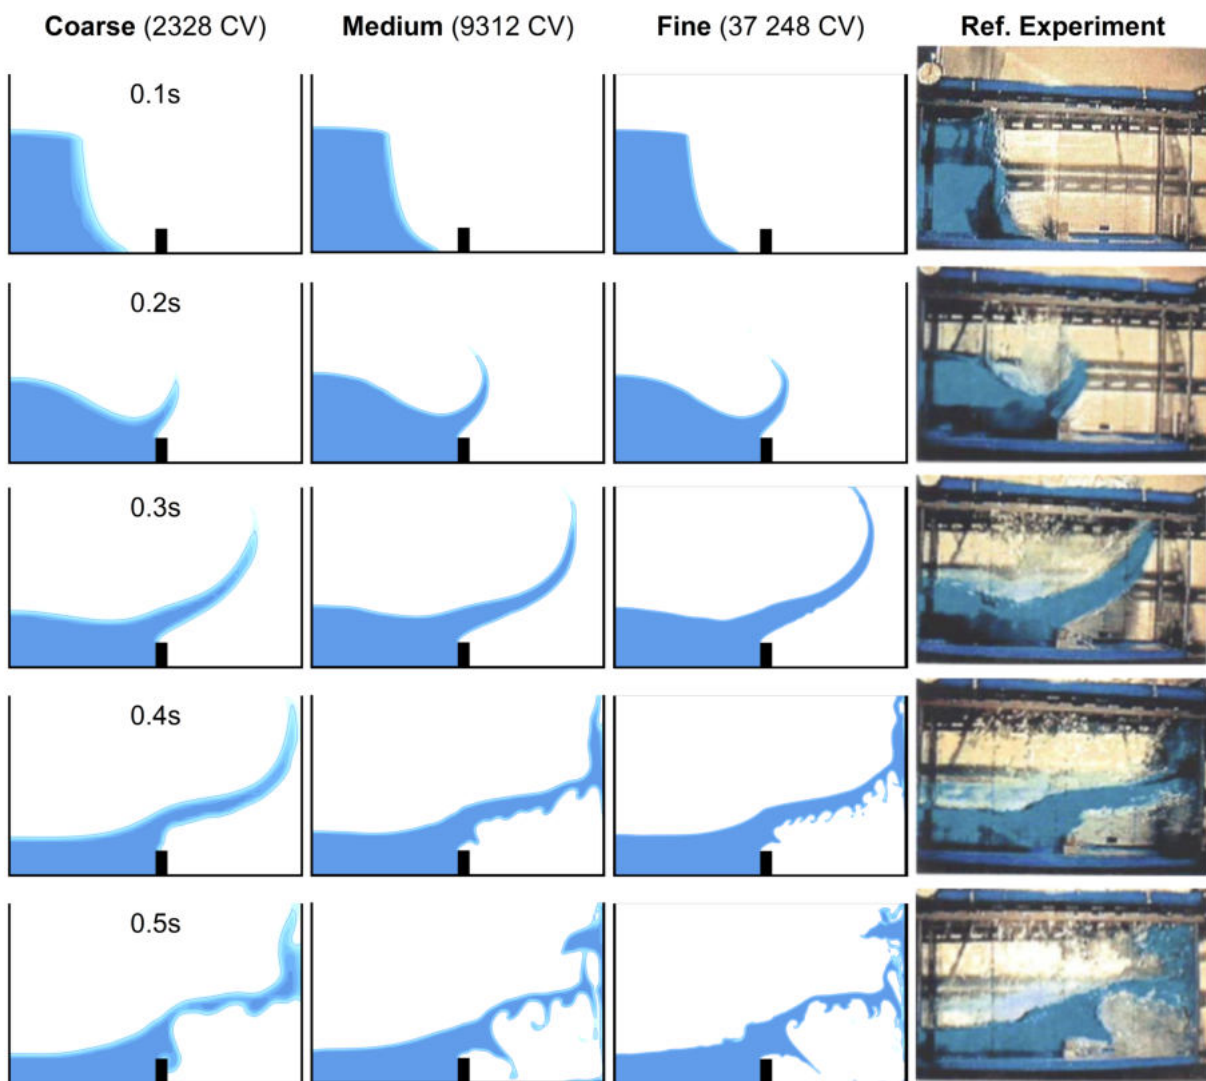 Coarse (2328 CV) Medium (9312 CV) Fine (37 248 CV) Ref. Experiment
0.1s
0.2s
0.3s
0.4s
0.5s